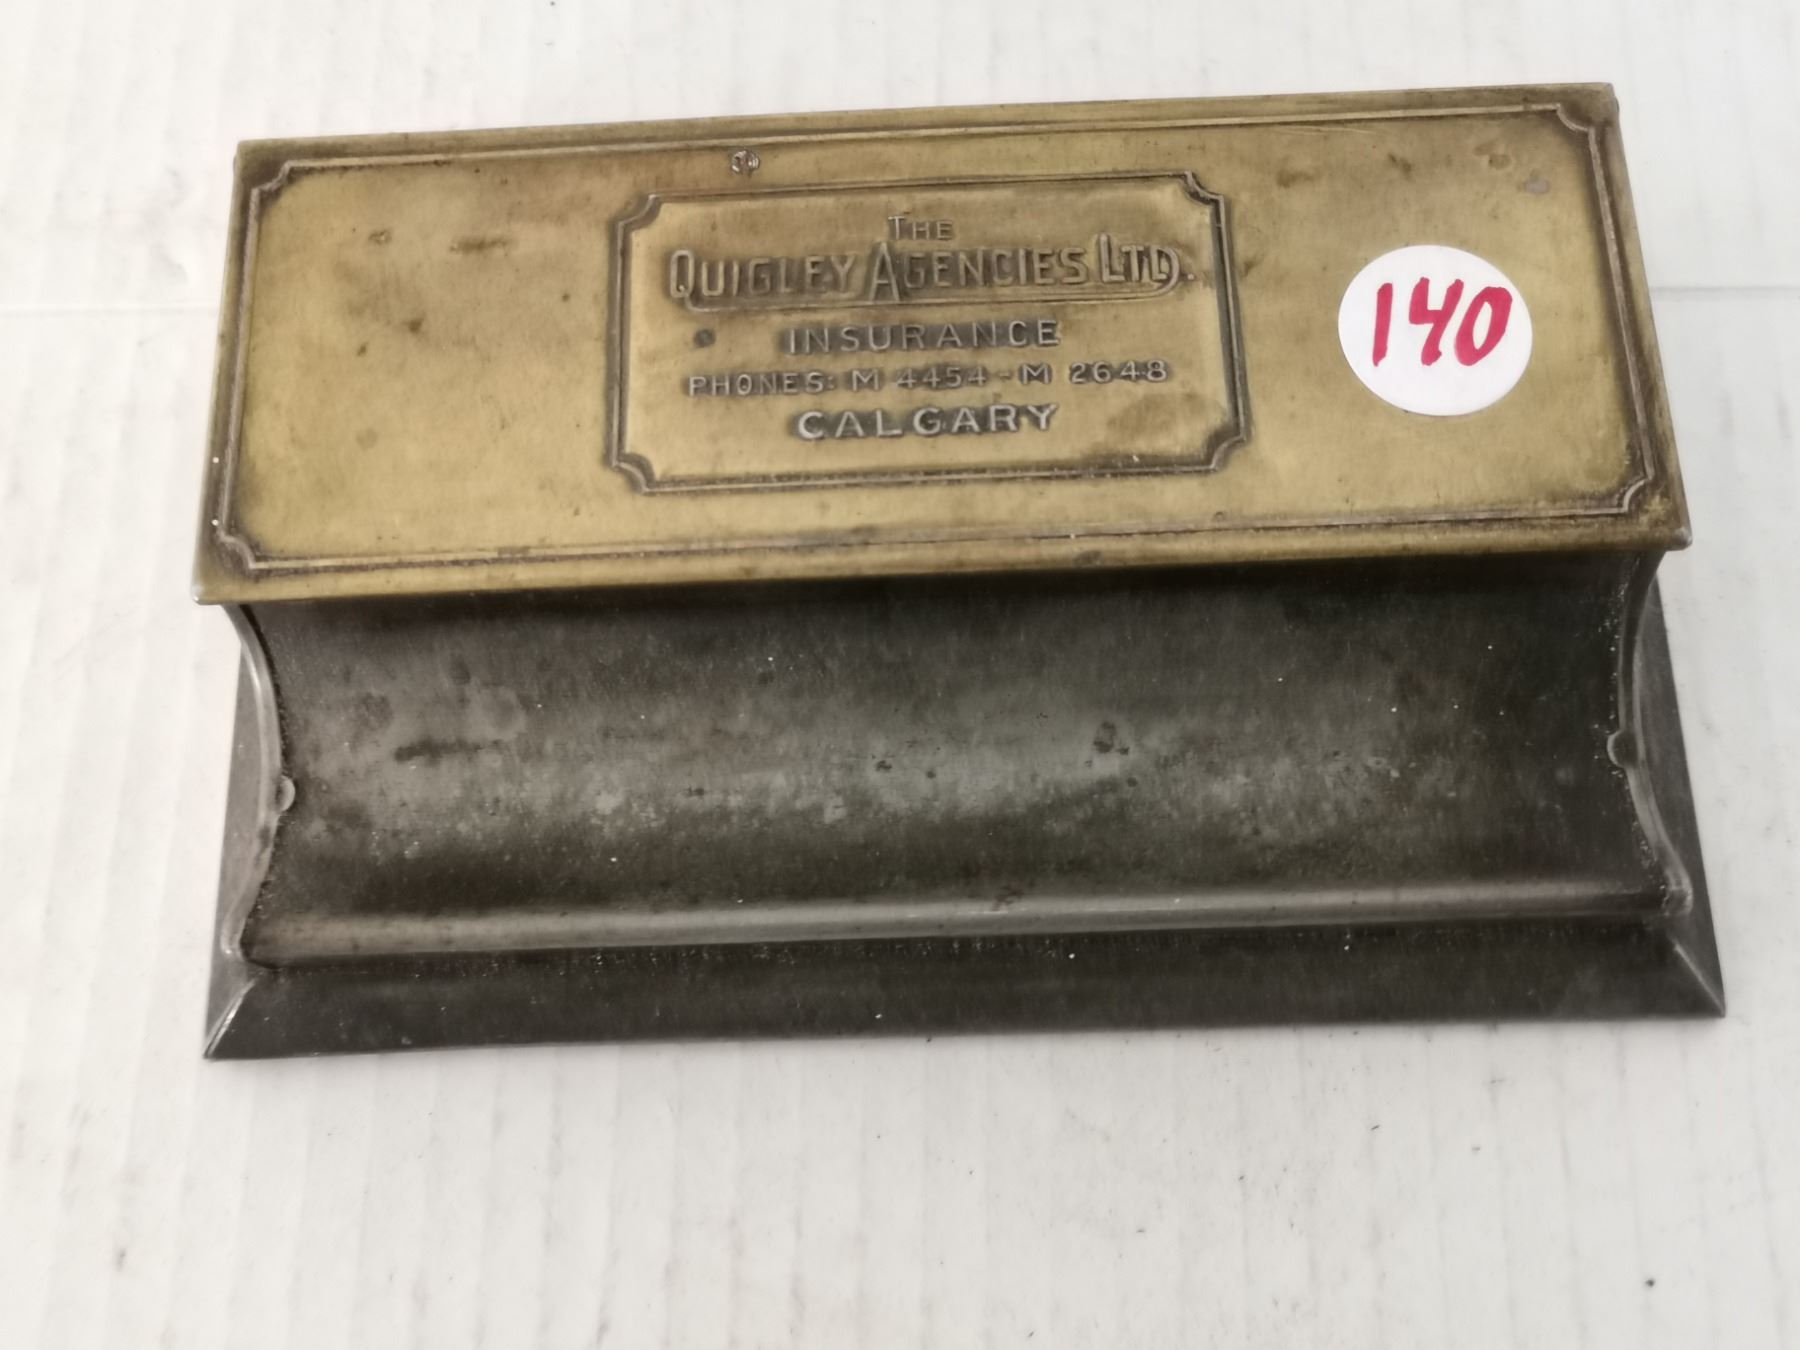 THE
QUIGLEY AGENCIES LTD.
INSURANCE
PHONES: M 4454 - M 2648
CALGARY
140